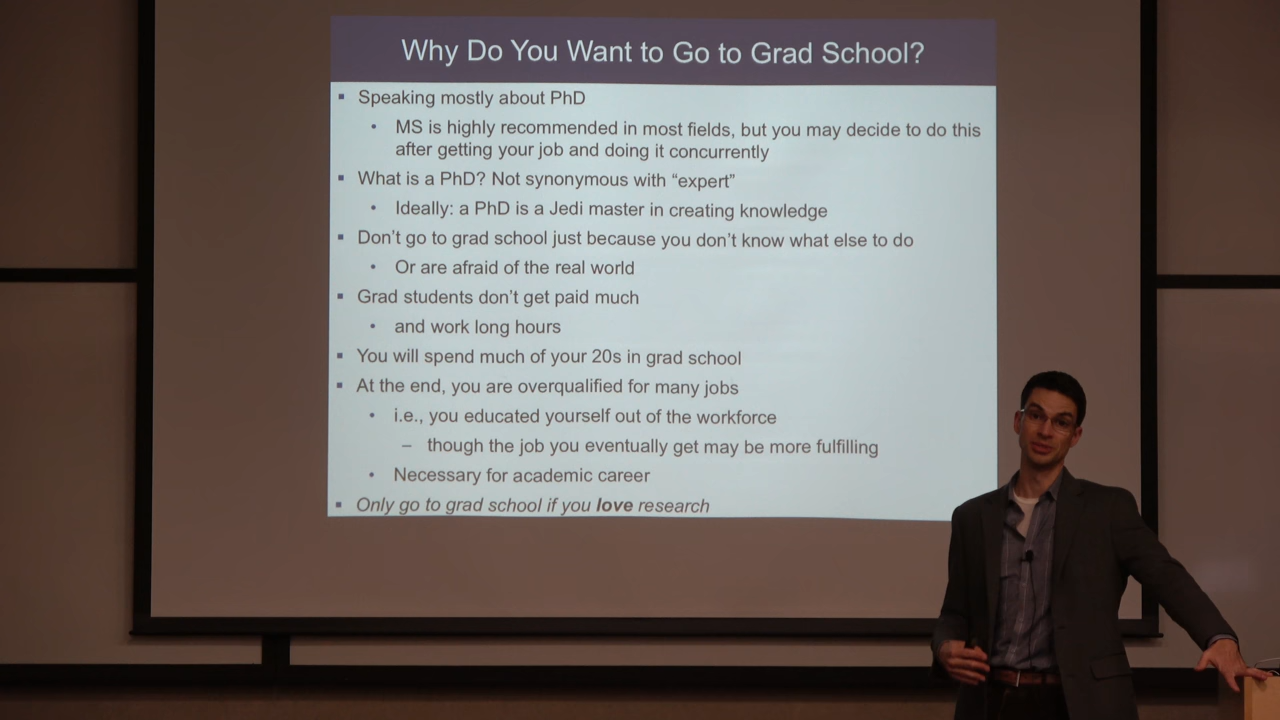 Why Do You Want to Go to Grad School?
▪ Speaking mostly about PhD
• MS is highly recommended in most fields, but you may decide to do this
after getting your job and doing it concurrently
▪ What is a PhD? Not synonymous with “expert”
• Ideally: a PhD is a Jedi master in creating knowledge
▪ Don’t go to grad school just because you don’t know what else to do
• Or are afraid of the real world
▪ Grad students don’t get paid much
• and work long hours
▪ You will spend much of your 20s in grad school
▪ At the end, you are overqualified for many jobs
• i.e., you educated yourself out of the workforce
– though the job you eventually get may be more fulfilling
• Necessary for academic career
▪ Only go to grad school if you love research